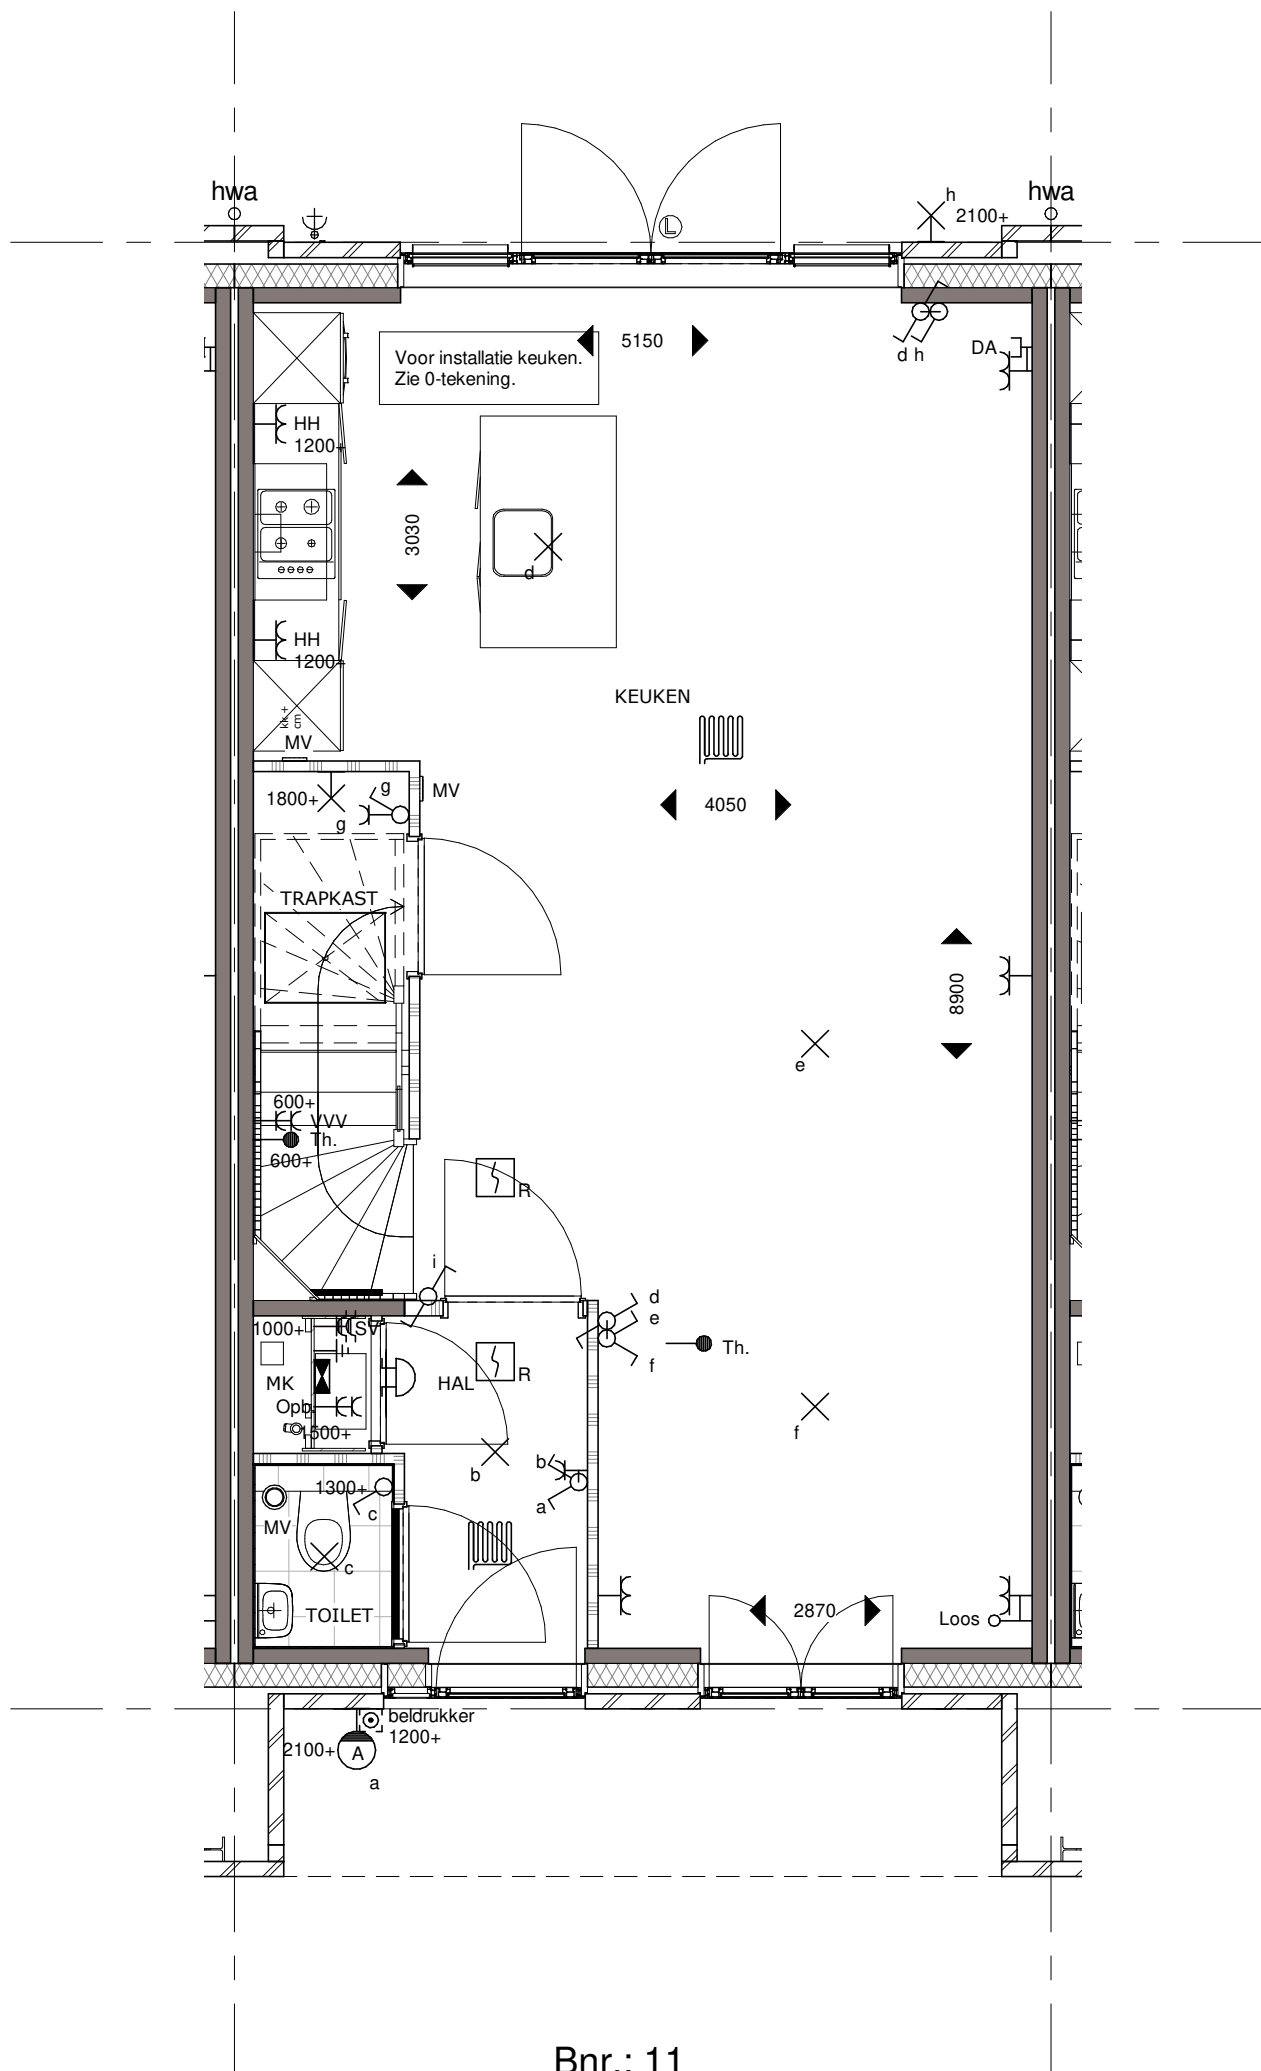 hwa
h
hwa
2100+
L
5150
Voor installatie keuken.
Zie 0-tekening.
d h
DA
HH
1200+
3030
d
HH
1200+
KEUKEN
kk +
cm
MV
MV
1800+
g
g
4050
TRAPKAST
8900
e
600+
VVV
Th.
600+
R
i
d
e
f
Th.
1000+
SV
R
MK
HAL
Opb.
1500+
f
b
b
a
1300+
c
MV
c
TOILET
2870
Loos
beldrukker
1200+
2100+
A
a
Bnr.: 11